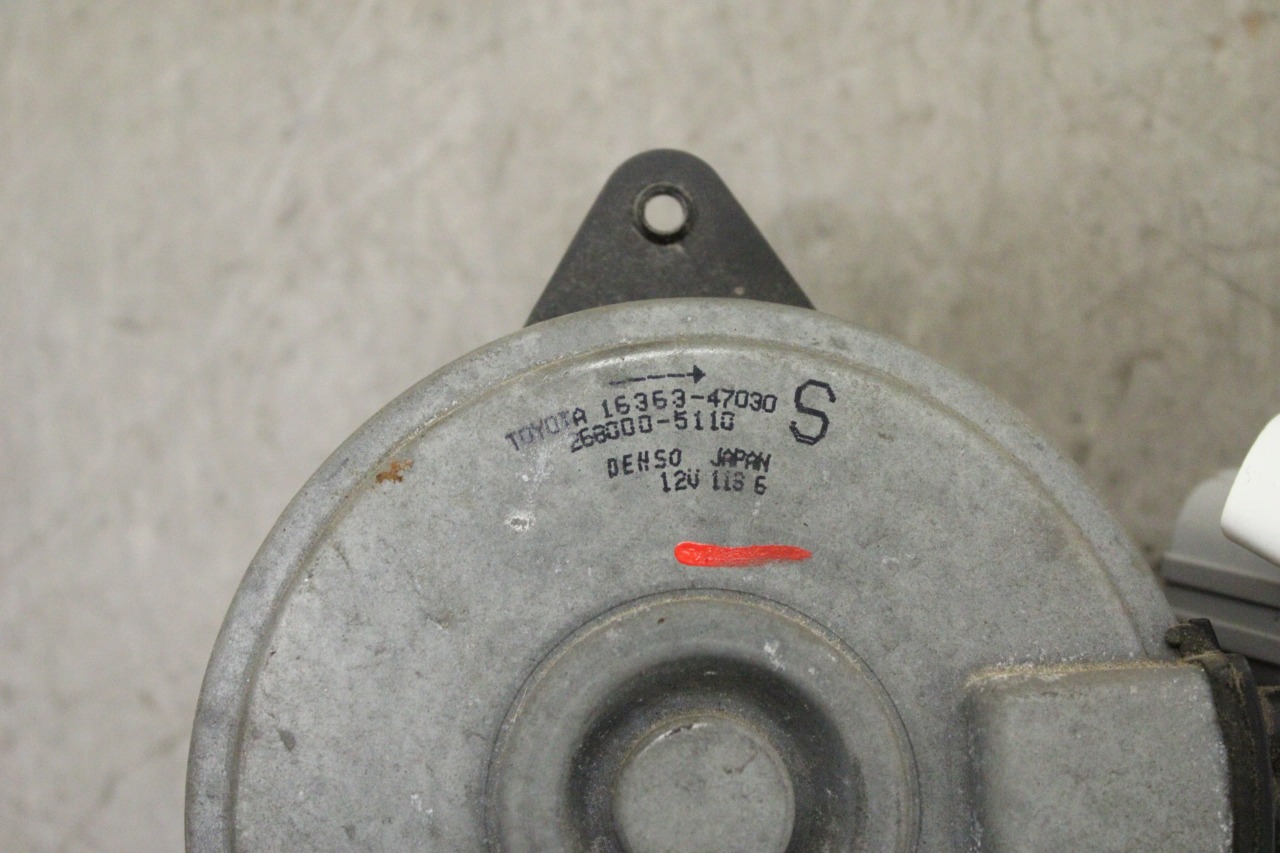 TOYOTA 16363-47030 S
268000-5110
DENSO JAPAN
12V 118 6